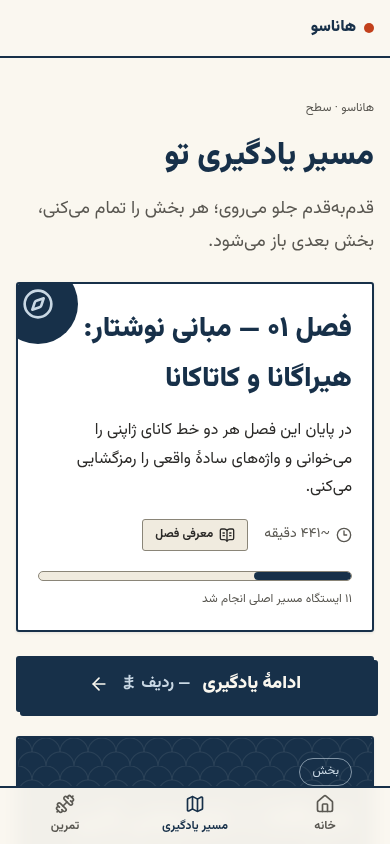 هاناسو
هاناسو · سطح
مسیر یادگیری تو
قدم‌به‌قدم جلو می‌روی؛ هر بخش را تمام می‌کنی،
بخش بعدی باز می‌شود.
فصل ۰۱ — مبانی نوشتار:
هیراگانا و کاتاکانا
در پایان این فصل هر دو خط کانای ژاپنی را
می‌خوانی و واژه‌های سادهٔ واقعی را رمزگشایی
می‌کنی.
~۴۴۱ دقیقه
معرفی فصل
۱۱ ایستگاه مسیر اصلی انجام شد
ادامهٔ یادگیری — ردیف ま
بخش
خانه
مسیر یادگیری
تمرین